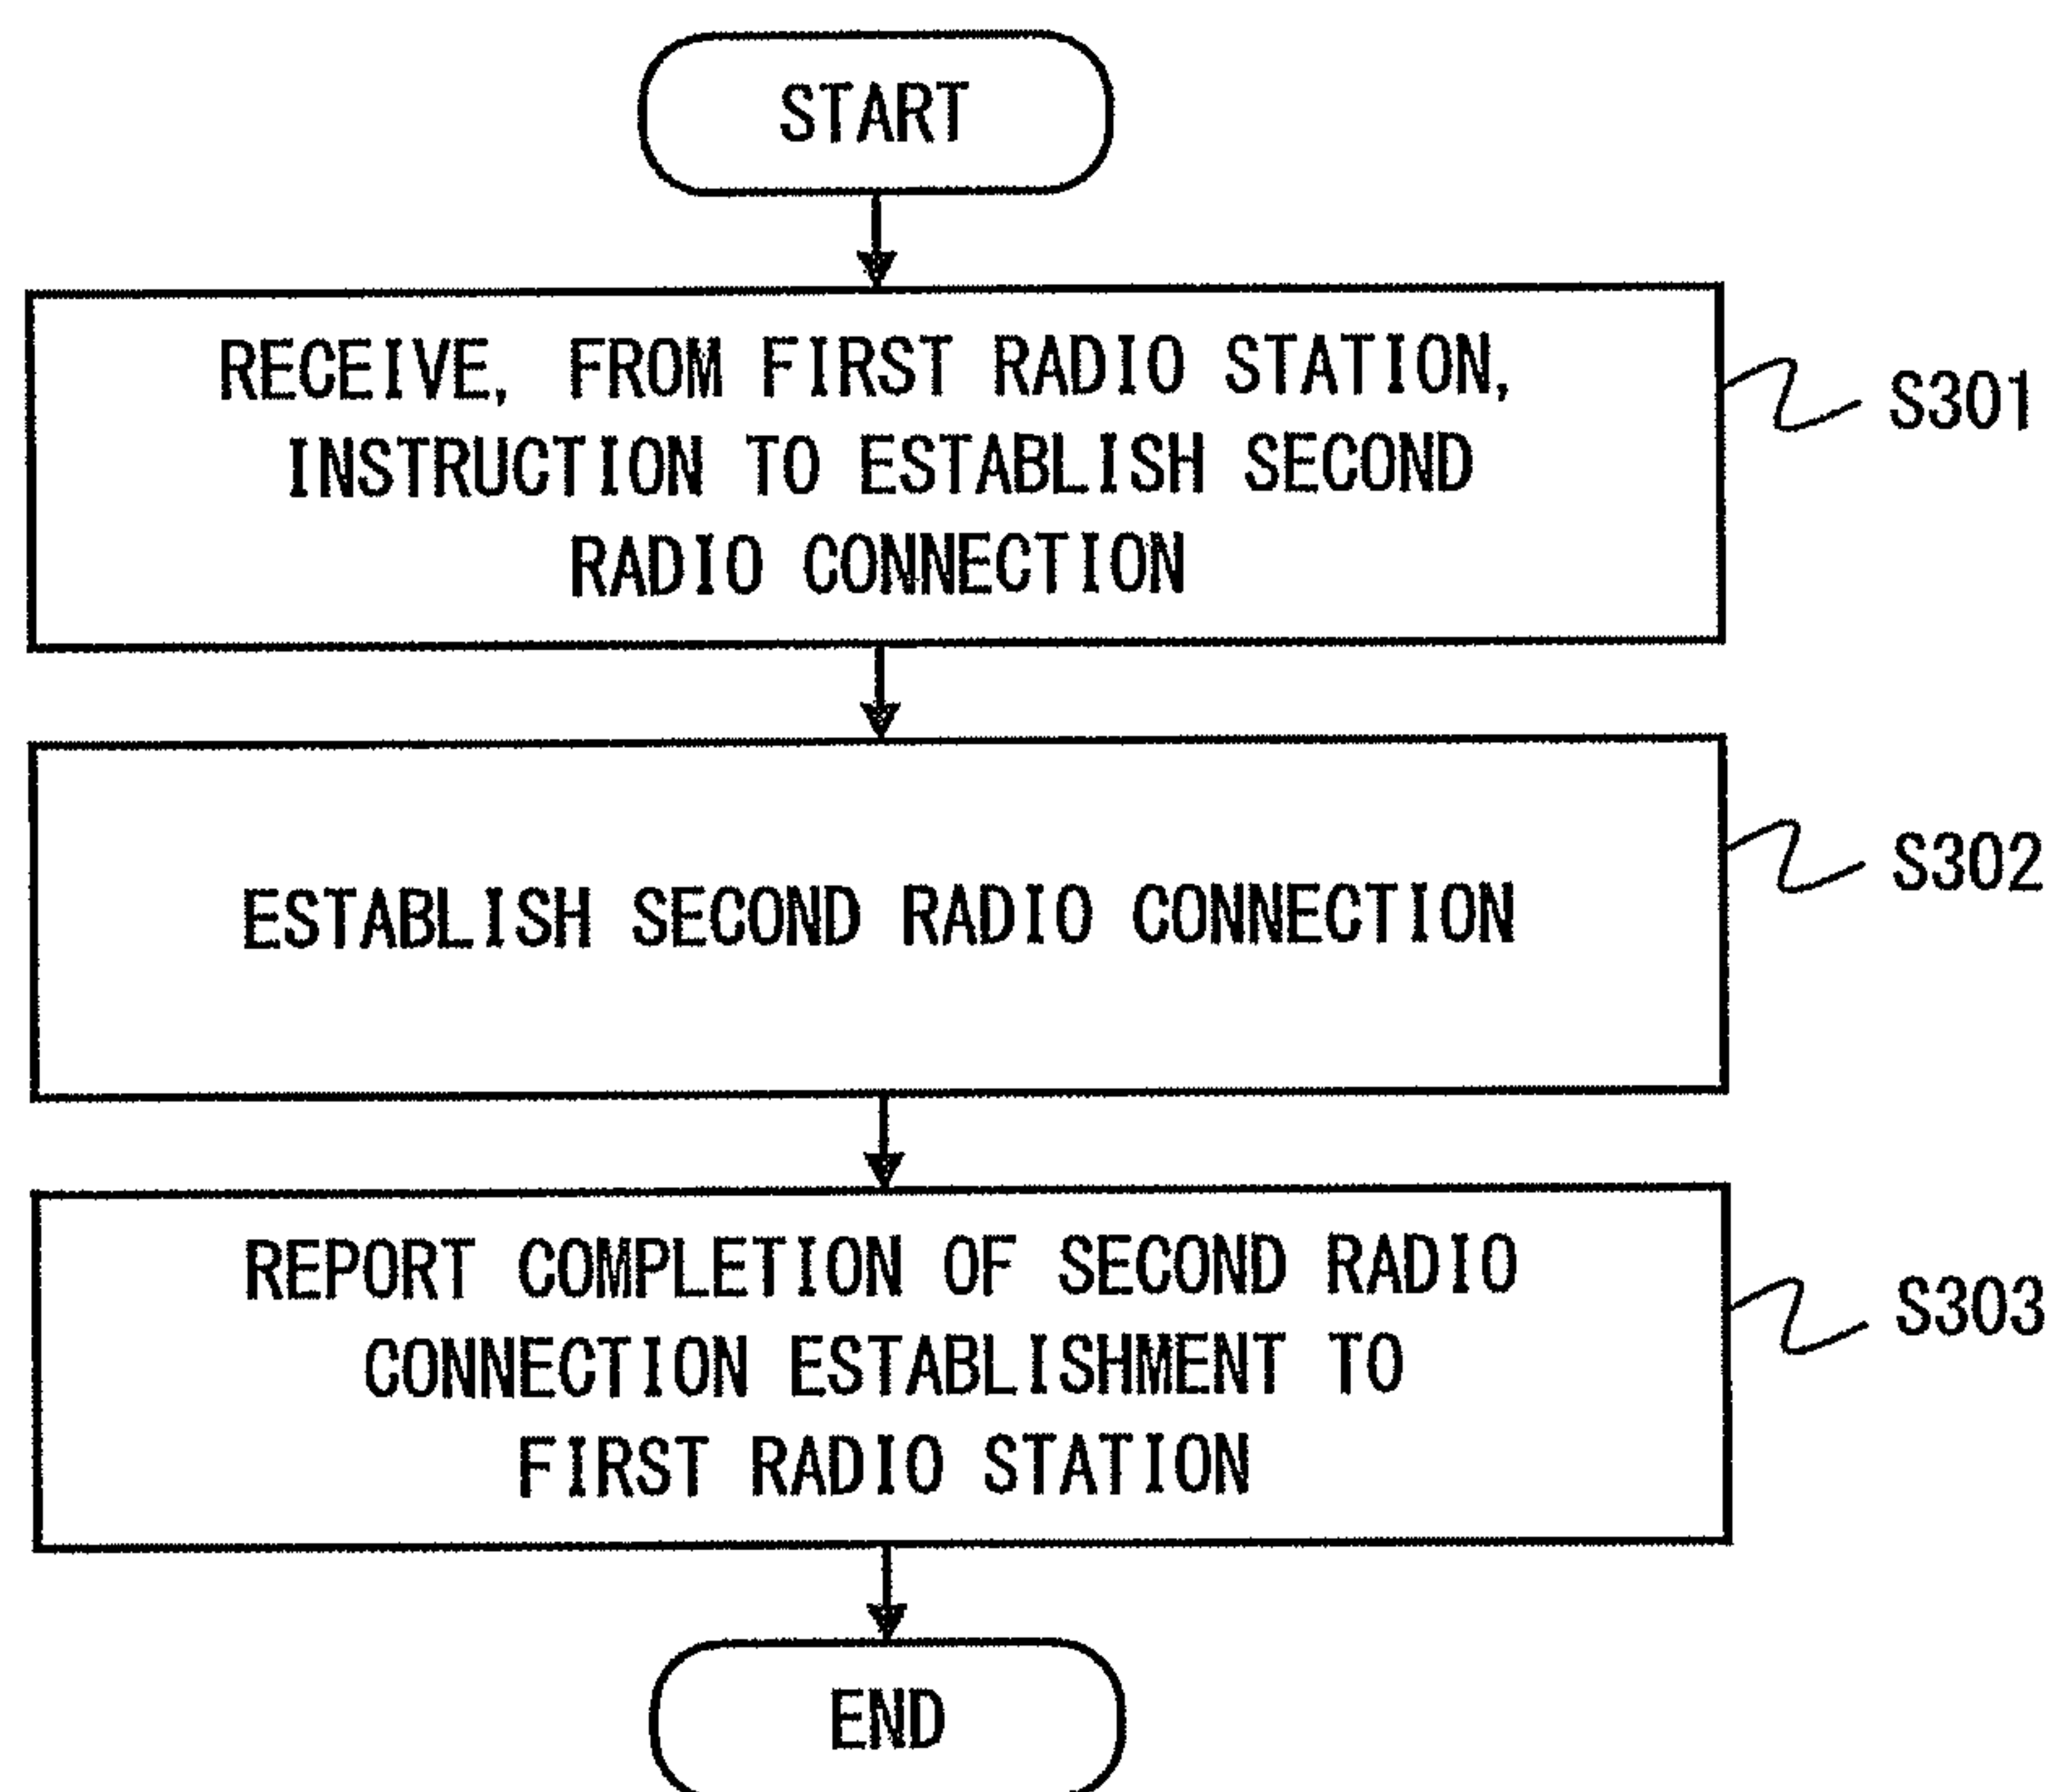 START
RECEIVE, FROM FIRST RADIO STATION,
INSTRUCTION TO ESTABLISH SECOND
RADIO CONNECTION
S301
ESTABLISH SECOND RADIO CONNECTION
S302
REPORT COMPLETION OF SECOND RADIO
CONNECTION ESTABLISHMENT TO
FIRST RADIO STATION
S303
END